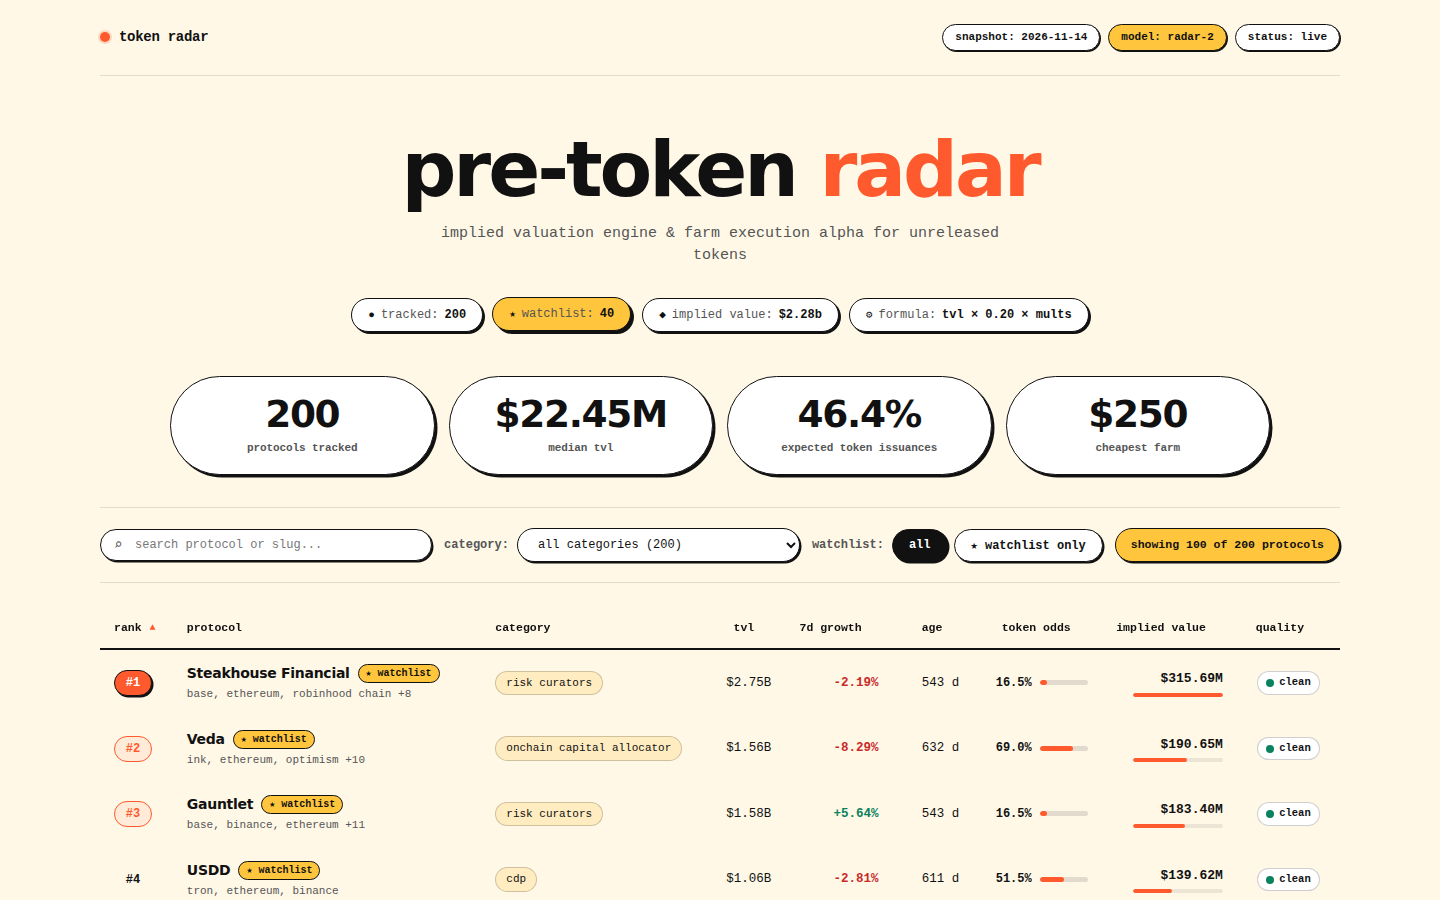 token radar
snapshot: 2026-11-14
model: radar-2
status: live
pre-token radar
implied valuation engine & farm execution alpha for unreleased
tokens
● tracked: 200
★ watchlist: 40
◆ implied value: $2.28b
⚙ formula: tvl × 0.20 × mults
200
protocols tracked
$22.45M
median tvl
46.4%
expected token issuances
$250
cheapest farm
⌕ search protocol or slug...
category:
all categories (200)
watchlist:
all
★ watchlist only
showing 100 of 200 protocols
rank ▲ protocol category tvl 7d growth age token odds implied value quality
#1 Steakhouse Financial ★ watchlist risk curators $2.75B -2.19% 543 d 16.5% $315.69M clean
base, ethereum, robinhood chain +8
#2 Veda ★ watchlist onchain capital allocator $1.56B -8.29% 632 d 69.0% $190.65M clean
ink, ethereum, optimism +10
#3 Gauntlet ★ watchlist risk curators $1.58B +5.64% 543 d 16.5% $183.40M clean
base, binance, ethereum +11
#4 USDD ★ watchlist cdp $1.06B -2.81% 611 d 51.5% $139.62M clean
tron, ethereum, binance